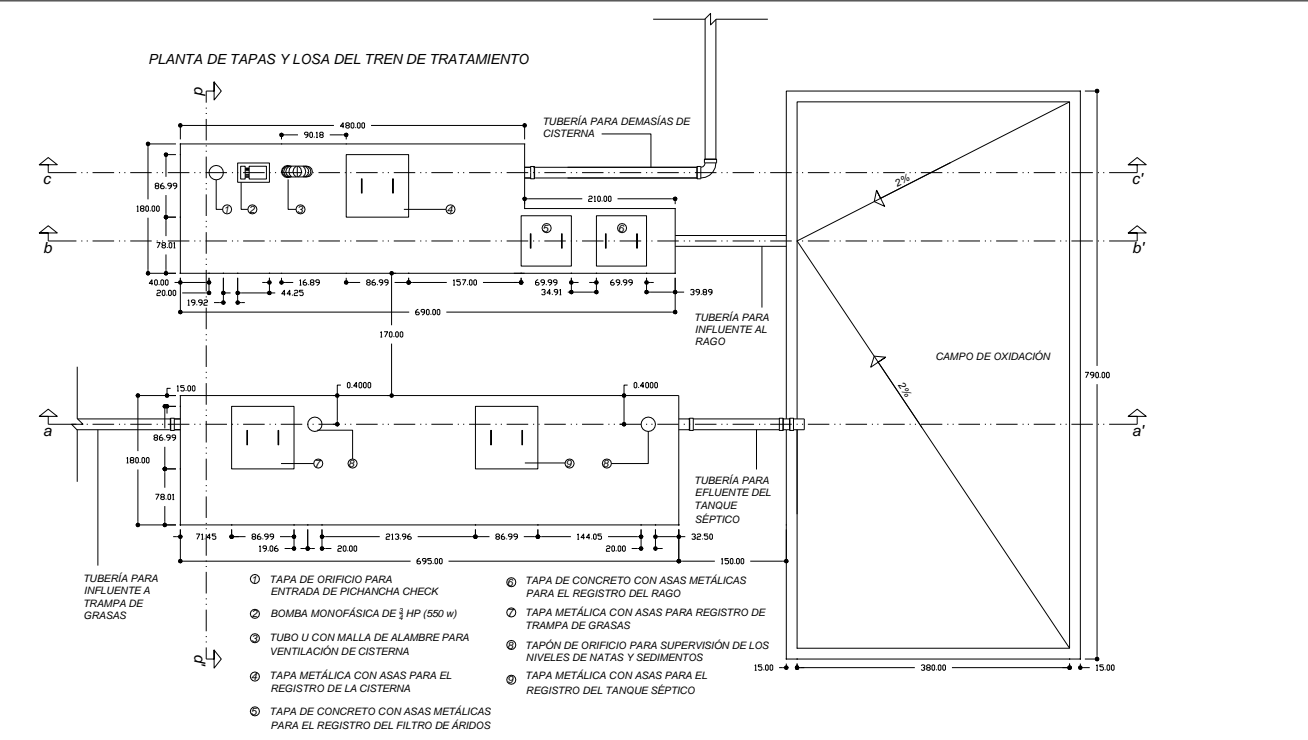 PLANTA DE TAPAS Y LOSA DEL TREN DE TRATAMIENTO
d
480.00
90.18
TUBERÍA PARA DEMASÍAS DE
CISTERNA
c
c'
86.99
180.00
1
2
3
4
210.00
2%
5
6
b
b'
78.01
40.00
20.00
19.92
44.25
16.89
86.99
157.00
69.99
34.91
69.99
39.89
690.00
TUBERÍA PARA
INFLUENTE AL
RAGO
170.00
CAMPO DE OXIDACIÓN
790.00
2%
15.00
0.4000
0.4000
a
a'
86.99
180.00
7
8
9
8
78.01
TUBERÍA PARA
EFLUENTE DEL
TANQUE
SÉPTICO
71.45
86.99
19.06
20.00
213.96
86.99
144.05
20.00
32.50
695.00
150.00
TUBERÍA PARA
INFLUENTE A
TRAMPA DE
GRASAS
1 TAPA DE ORIFICIO PARA
ENTRADA DE PICHANCHA CHECK
2 BOMBA MONOFÁSICA DE ¾ HP (550 w)
3 TUBO U CON MALLA DE ALAMBRE PARA
VENTILACIÓN DE CISTERNA
4 TAPA METÁLICA CON ASAS PARA EL
REGISTRO DE LA CISTERNA
5 TAPA DE CONCRETO CON ASAS METÁLICAS
PARA EL REGISTRO DEL FILTRO DE ÁRIDOS
6 TAPA DE CONCRETO CON ASAS METÁLICAS
PARA EL REGISTRO DEL RAGO
7 TAPA METÁLICA CON ASAS PARA REGISTRO DE
TRAMPA DE GRASAS
8 TAPÓN DE ORIFICIO PARA SUPERVISIÓN DE LOS
NIVELES DE NATAS Y SEDIMENTOS
9 TAPA METÁLICA CON ASAS PARA EL
REGISTRO DEL TANQUE SÉPTICO
d"
15.00
380.00
15.00